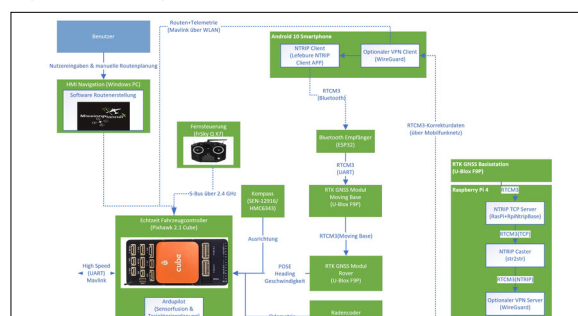 Routen+Telemetrie
(Mavlink über WLAN)
Benutzer
Android 10 Smartphone
NTRIP Client
(Lefebure NTRIP
Client APP)
Optionaler VPN Client
(WireGuard)
Nutzereingaben & manuelle Routenplanung
HMI Navigation (Windows PC)
Software Routenerstellung
RTCM3
(Bluetooth)
RTCM3-Korrekturdaten
(über Mobilfunknetz)
Fernsteuerung
(FrSky Q X7)
Bluetooth Empfänger
(ESP32)
RTCM3
(UART)
RTK GNSS Basisstation
(U-Blox F9P)
Raspberry Pi 4
RTCM3
NTRIP TCP Server
(RasPi+RpiNtripBase)
RTCM3(TCP)
NTRIP Caster
(str2str)
RTCM3(NTRIP)
Optionaler VPN Server
(WireGuard)
S-Bus über 2.4 GHz
Kompass
(SEN-12916/
HMC6343)
RTK GNSS Modul
Moving Base
(U-Blox F9P)
Echtzeit Fahrzeugcontroller
(Pixhawk 2.1 Cube)
Ausrichtung
RTCM3(Moving Base)
High Speed
(UART)
Mavlink
cube
POSE
Heading
Geschwindigkeit
RTK GNSS Modul
Rover
(U-Blox F9P)
Ardupilot
(Sensorfusion &
Radencoder